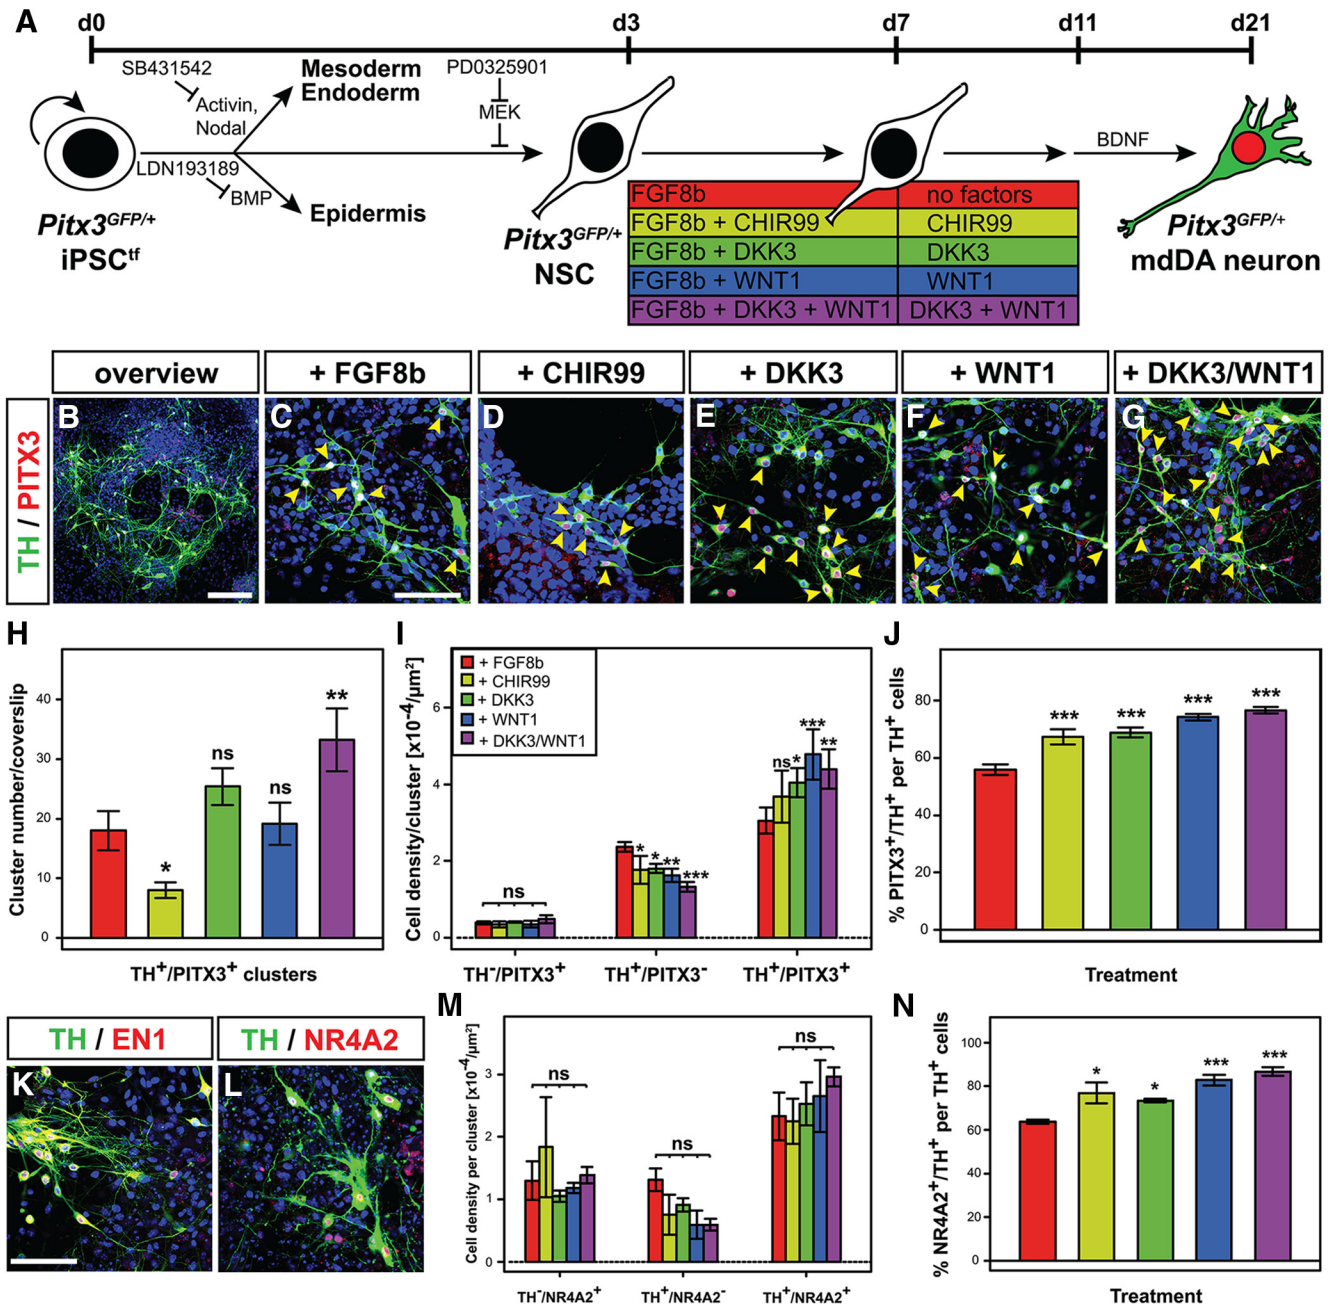 A
d0 d3 d7 d11 d21
SB431542
Activin,
Nodal
LDN193189
BMP
Mesoderm
Endoderm
Epidermis
PD0325901
MEK
BDNF
Pitx3GFP/+
iPSCtf
Pitx3GFP/+
NSC
Pitx3GFP/+
mdDA neuron
FGF8b no factors
FGF8b + CHIR99 CHIR99
FGF8b + DKK3 DKK3
FGF8b + WNT1 WNT1
FGF8b + DKK3 + WNT1 DKK3 + WNT1
overview + FGF8b + CHIR99 + DKK3 + WNT1 + DKK3/WNT1
TH / PITX3
B C D E F G
H
Cluster number/coverslip
40
30
20
10
0
* ns ns **
TH+/PITX3+ clusters
I
Cell density/cluster [x10-4/µm2]
6
4
2
0
+ FGF8b
+ CHIR99
+ DKK3
+ WNT1
+ DKK3/WNT1
ns
* * ** ***
ns * *** **
TH-/PITX3+ TH+/PITX3- TH+/PITX3+
J
% PITX3+/TH+ per TH+ cells
80
60
40
20
0
*** *** *** ***
Treatment
TH / EN1 TH / NR4A2
K L
M
Cell density per cluster [x10-4/µm2]
3
2
1
0
ns ns ns
TH-/NR4A2+ TH+/NR4A2- TH+/NR4A2+
N
% NR4A2+/TH+ per TH+ cells
100
80
60
40
20
0
* * *** ***
Treatment